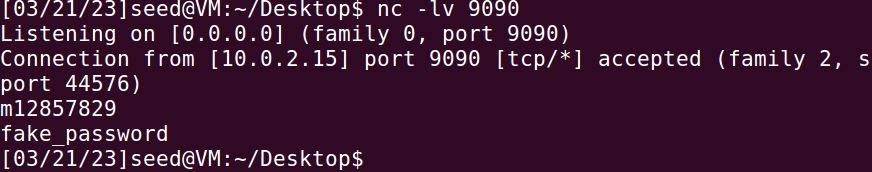 [03/21/23]seed@VM:~/Desktop$ nc -lv 9090
Listening on [0.0.0.0] (family 0, port 9090)
Connection from [10.0.2.15] port 9090 [tcp/*] accepted (family 2, s
port 44576)
m12857829
fake_password
[03/21/23]seed@VM:~/Desktop$